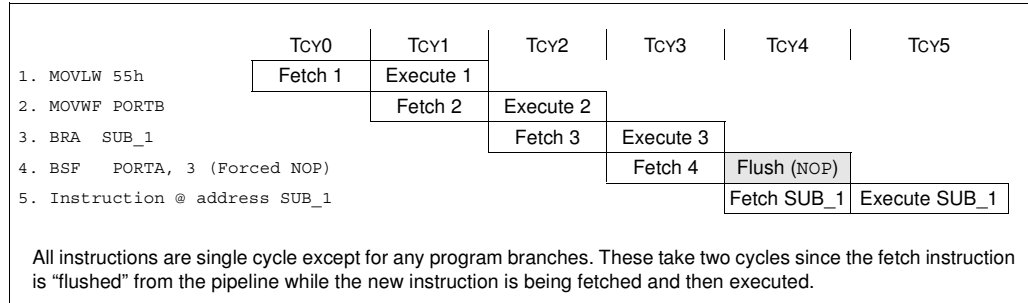 TCY0 TCY1 TCY2 TCY3 TCY4 TCY5
1. MOVLW 55h Fetch 1 Execute 1
2. MOVWF PORTB Fetch 2 Execute 2
3. BRA SUB_1 Fetch 3 Execute 3
4. BSF PORTA, 3 (Forced NOP) Fetch 4 Flush (NOP)
5. Instruction @ address SUB_1 Fetch SUB_1 Execute SUB_1
All instructions are single cycle except for any program branches. These take two cycles since the fetch instruction
is “flushed” from the pipeline while the new instruction is being fetched and then executed.